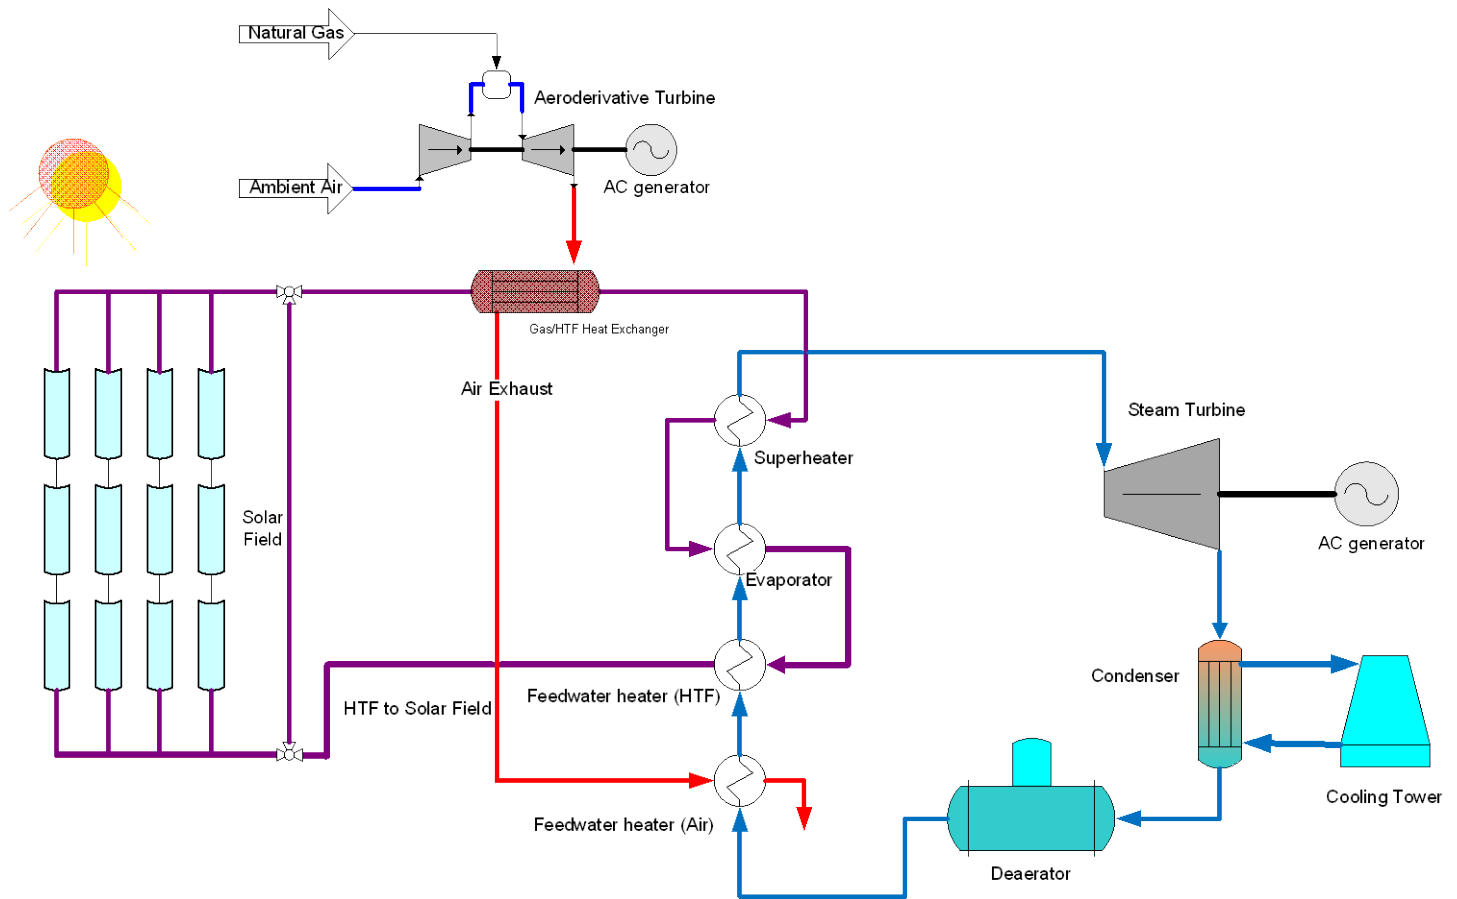 Natural Gas
Aeroderivative Turbine
Ambient Air
AC generator
Gas/HTF Heat Exchanger
Air Exhaust
Steam Turbine
Superheater
Solar
Field
AC generator
Evaporator
Condenser
Feedwater heater (HTF)
HTF to Solar Field
Cooling Tower
Feedwater heater (Air)
Deaerator